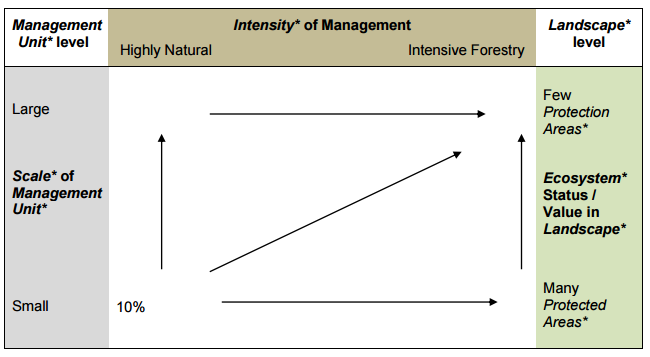 Management
Unit* level
Intensity* of Management
Highly Natural
Intensive Forestry
Landscape*
level
Large
Few
Protection
Areas*
Scale* of
Management
Unit*
Ecosystem*
Status /
Value in
Landscape*
Small
10%
Many
Protected
Areas*